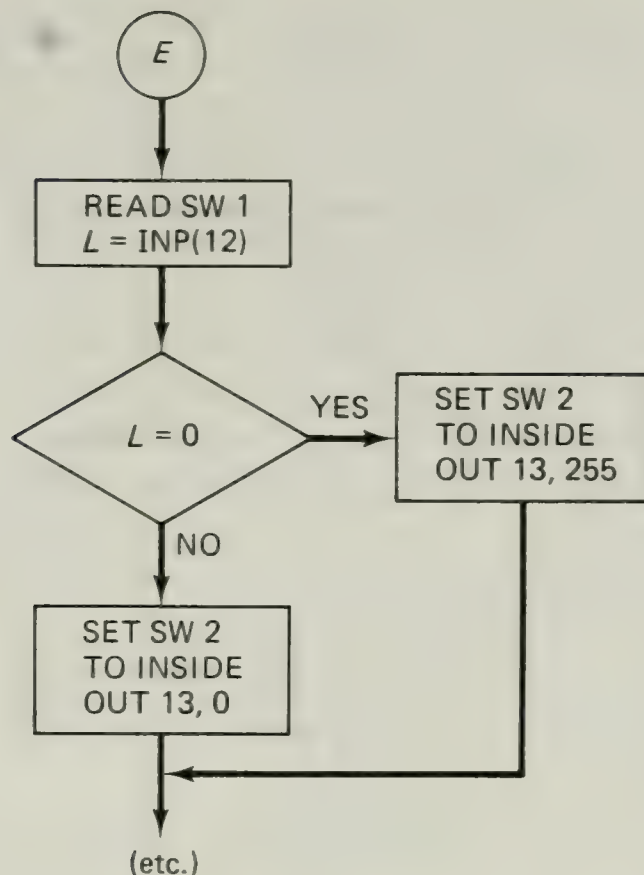 E
READ SW 1
L = INP(12)
L = 0
YES
SET SW 2
TO INSIDE
OUT 13, 255
NO
SET SW 2
TO INSIDE
OUT 13, 0
(etc.)